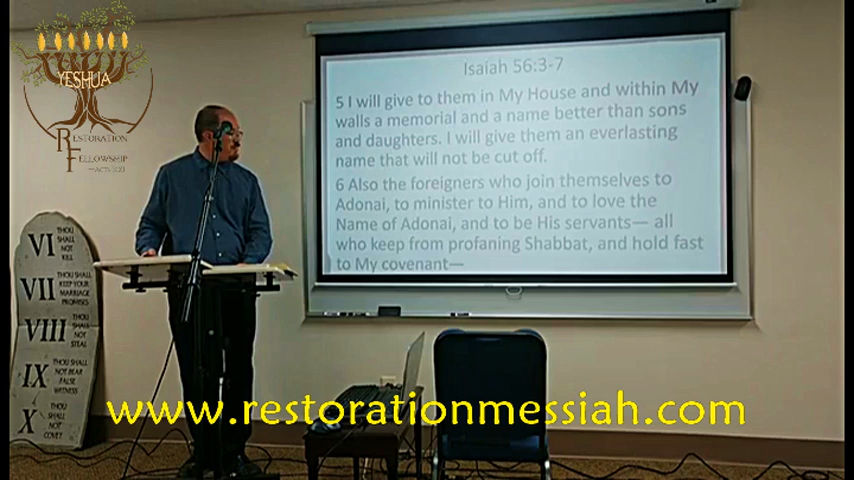 YESHUA
RESTORATION
FELLOWSHIP
Isaiah 56:3-7
5 I will give to them in My House and within My
walls a memorial and a name better than sons
and daughters. I will give them an everlasting
name that will not be cut off.
6 Also the foreigners who join themselves to
Adonai, to minister to Him, and to love the
Name of Adonai, and to be His servants— all
who keep from profaning Shabbat, and hold fast
to My covenant—
VI THOU
SHALL
NOT
KILL
VII THOU SHALL
KEEP YOUR
MARRIAGE
PROMISES
VIII THOU
SHALL
NOT
STEAL
IX THOU SHALL
NOT BEAR
FALSE
WITNESS
X THOU
SHALL
NOT
COVET
www.restorationmessiah.com